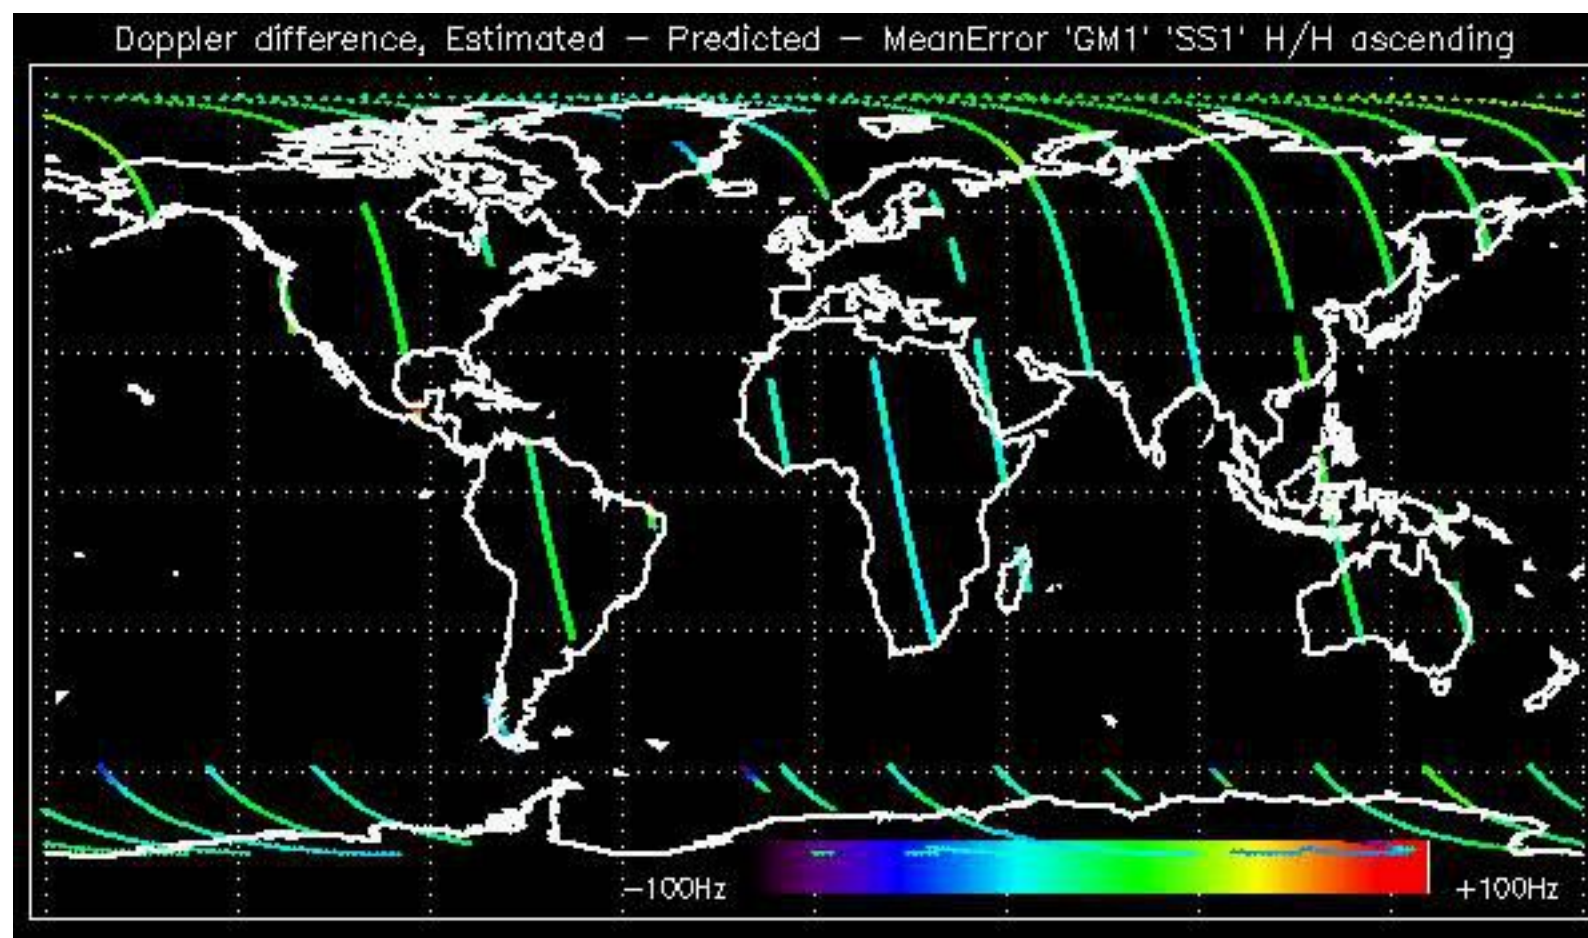 Doppler difference, Estimated — Predicted — MeanError 'GM1' 'SS1' H/H ascending
−100Hz
+100Hz